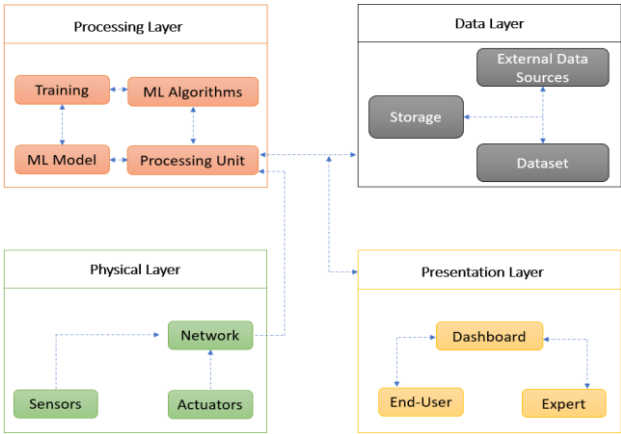 Processing Layer
Training
ML Algorithms
ML Model
Processing Unit
Data Layer
External Data
Sources
Storage
Dataset
Physical Layer
Network
Sensors
Actuators
Presentation Layer
Dashboard
End-User
Expert